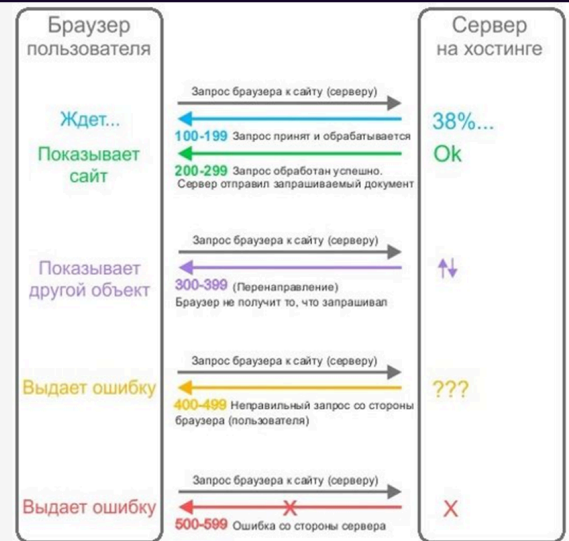 Браузер
пользователя
Сервер
на хостинге
Запрос браузера к сайту (серверу)
Ждет...
38%...
100-199 Запрос принят и обрабатывается
Показывает
сайт
Ok
200-299 Запрос обработан успешно.
Сервер отправил запрашиваемый документ
Запрос браузера к сайту (серверу)
Показывает
другой объект
300-399 (Перенаправление)
Браузер не получит то, что запрашивал
Запрос браузера к сайту (серверу)
Выдает ошибку
???
400-499 Неправильный запрос со стороны
браузера (пользователя)
Запрос браузера к сайту (серверу)
Выдает ошибку
X
X
500-599 Ошибка со стороны сервера